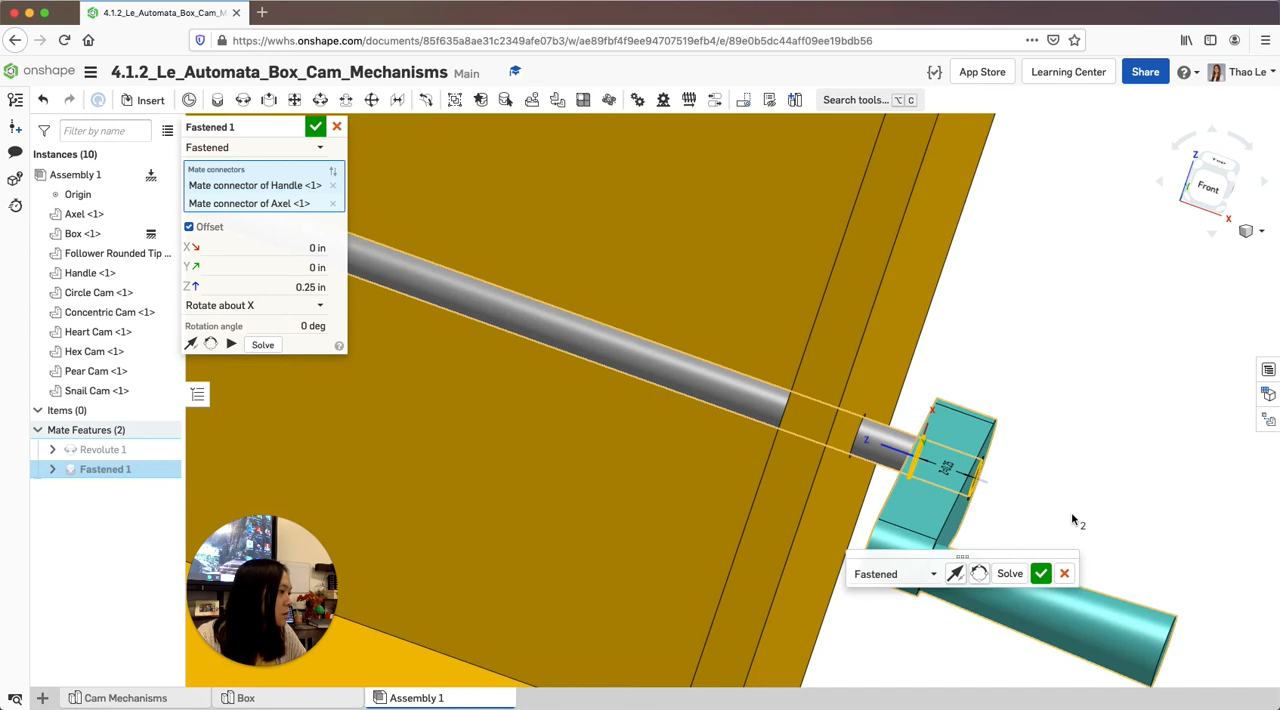 4.1.2_Le_Automata_Box_Cam_M
https://wwhs.onshape.com/documents/85f635a8ae31c2349afe07b3/w/ae89fbf4f9ee94707519efb4/e/89e0b5dc44aff09ee19bdb56
onshape 4.1.2_Le_Automata_Box_Cam_Mechanisms Main App Store Learning Center Share Thao Le
Insert Search tools... ⌥ C
Filter by name
Instances (10)
Assembly 1
Origin
Axel <1>
Box <1>
Follower Rounded Tip ...
Handle <1>
Circle Cam <1>
Concentric Cam <1>
Heart Cam <1>
Hex Cam <1>
Pear Cam <1>
Snail Cam <1>
Items (0)
Mate Features (2)
Revolute 1
Fastened 1
Fastened 1
Fastened
Mate connectors
Mate connector of Handle <1>
Mate connector of Axel <1>
Offset
X 0 in
Y 0 in
Z 0.25 in
Rotate about X
Rotation angle 0 deg
Solve
Z
Front
X
X
Z
2
Fastened Solve
Cam Mechanisms Box Assembly 1